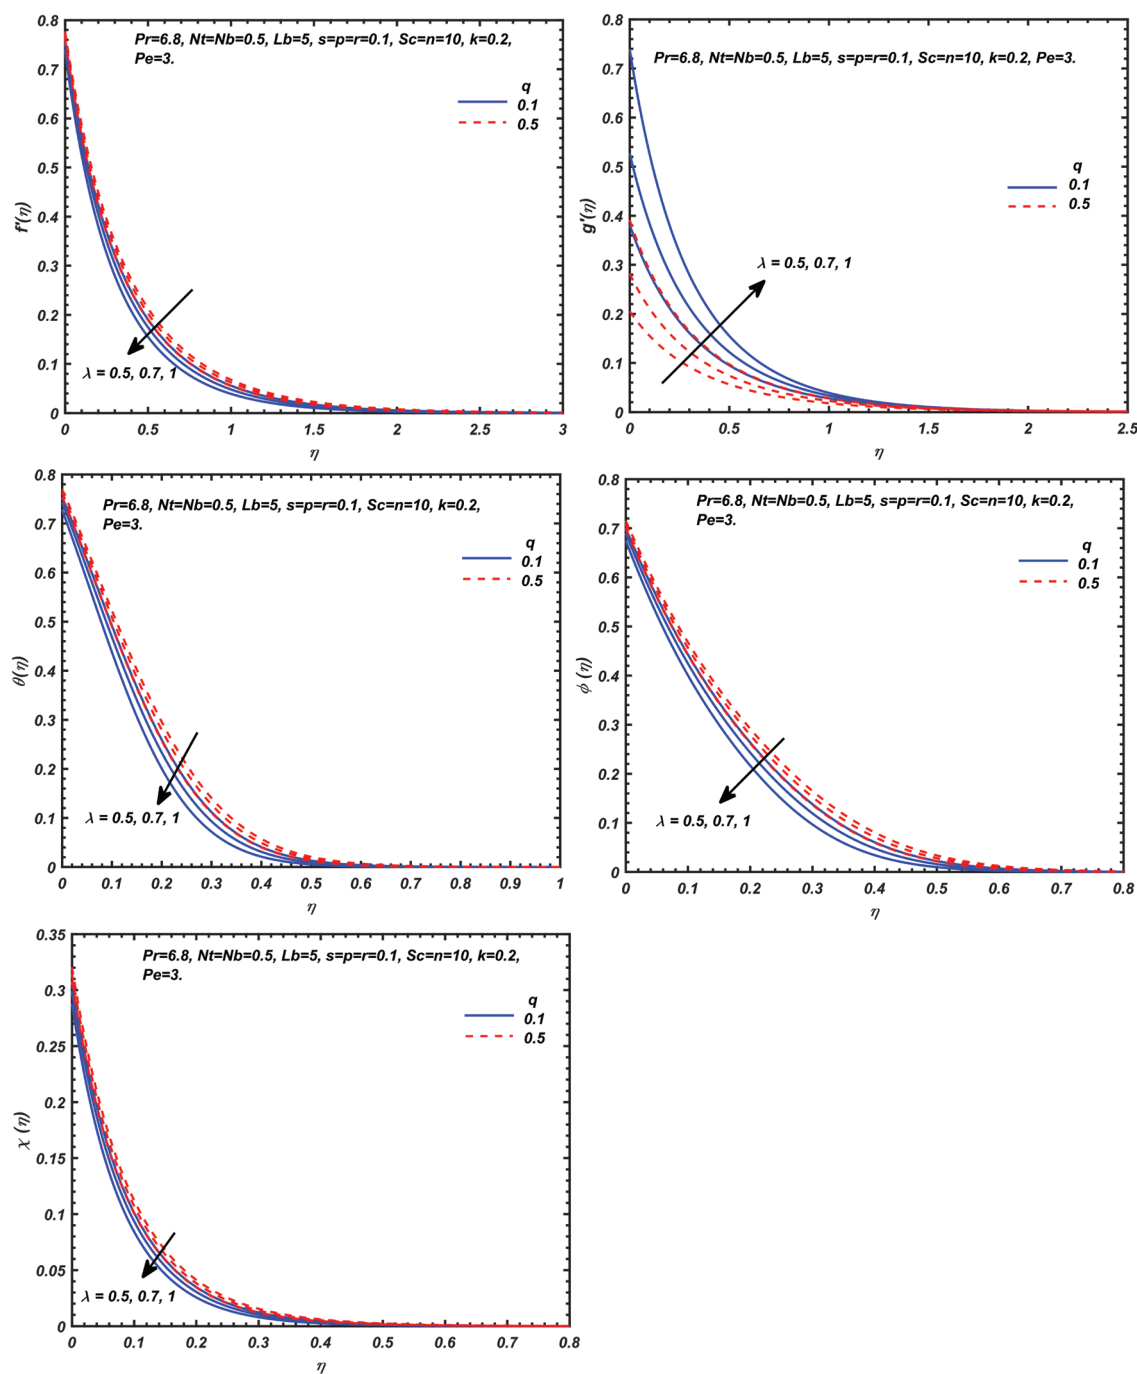 Pr=6.8, Nt=Nb=0.5, Lb=5, s=p=r=0.1, Sc=n=10, k=0.2,
Pe=3.
q
0.1
0.5
λ = 0.5, 0.7, 1
f'(η)
0.8
0.7
0.6
0.5
0.4
0.3
0.2
0.1
0
0 0.5 1 1.5 2 2.5 3
η
Pr=6.8, Nt=Nb=0.5, Lb=5, s=p=r=0.1, Sc=n=10, k=0.2, Pe=3.
q
0.1
0.5
λ = 0.5, 0.7, 1
g'(η)
0.8
0.7
0.6
0.5
0.4
0.3
0.2
0.1
0
0 0.5 1 1.5 2 2.5
η
Pr=6.8, Nt=Nb=0.5, Lb=5, s=p=r=0.1, Sc=n=10, k=0.2,
Pe=3.
q
0.1
0.5
λ = 0.5, 0.7, 1
θ(η)
0.8
0.7
0.6
0.5
0.4
0.3
0.2
0.1
0
0 0.1 0.2 0.3 0.4 0.5 0.6 0.7 0.8 0.9 1
η
Pr=6.8, Nt=Nb=0.5, Lb=5, s=p=r=0.1, Sc=n=10, k=0.2,
Pe=3.
q
0.1
0.5
λ = 0.5, 0.7, 1
ϕ (η)
0.8
0.7
0.6
0.5
0.4
0.3
0.2
0.1
0
0 0.1 0.2 0.3 0.4 0.5 0.6 0.7 0.8
η
Pr=6.8, Nt=Nb=0.5, Lb=5, s=p=r=0.1, Sc=n=10, k=0.2,
Pe=3.
q
0.1
0.5
λ = 0.5, 0.7, 1
χ (η)
0.35
0.3
0.25
0.2
0.15
0.1
0.05
0
0 0.1 0.2 0.3 0.4 0.5 0.6 0.7 0.8
η